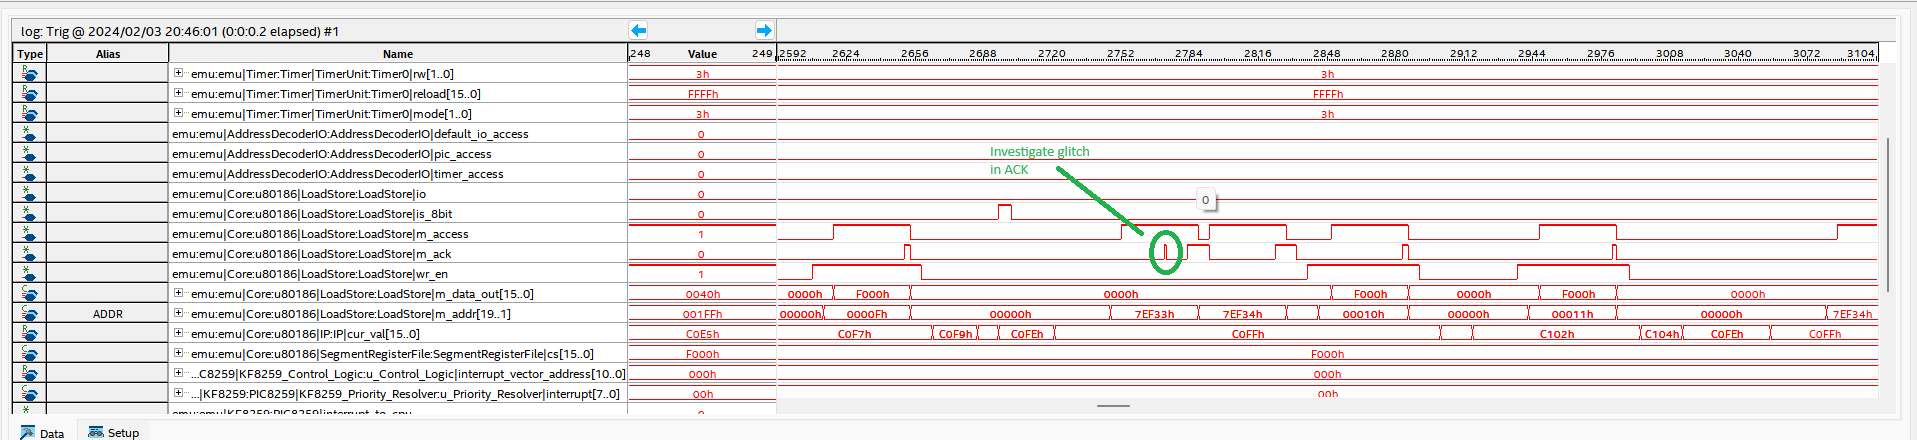 log: Trig @ 2024/02/03 20:46:01 (0:0:0.2 elapsed) #1
Type Alias Name 248 Value 249 2592 2624 2656 2688 2720 2752 2784 2816 2848 2880 2912 2944 2976 3008 3040 3072 3104
emu:emu|Timer:Timer|TimerUnit:Timer0|rw[1..0] 3h 3h
emu:emu|Timer:Timer|TimerUnit:Timer0|reload[15..0] FFFFh FFFFh
emu:emu|Timer:Timer|TimerUnit:Timer0|mode[1..0] 3h 3h
emu:emu|AddressDecoderIO:AddressDecoderIO|default_io_access 0
emu:emu|AddressDecoderIO:AddressDecoderIO|pic_access 0
Investigate glitch
in ACK
emu:emu|AddressDecoderIO:AddressDecoderIO|timer_access 0
emu:emu|Core:u80186|LoadStore:LoadStore|io 0 0
emu:emu|Core:u80186|LoadStore:LoadStore|is_8bit 0
emu:emu|Core:u80186|LoadStore:LoadStore|m_access 1
emu:emu|Core:u80186|LoadStore:LoadStore|m_ack 0
emu:emu|Core:u80186|LoadStore:LoadStore|wr_en 1
emu:emu|Core:u80186|LoadStore:LoadStore|m_data_out[15..0] 0040h 0000h F000h 0000h F000h 0000h F000h 0000h
ADDR emu:emu|Core:u80186|LoadStore:LoadStore|m_addr[19..1] 001FFh 00000h 0000Fh 00000h 7EF33h 7EF34h 00010h 00000h 00011h 00000h 7EF34h
emu:emu|Core:u80186|IP:IP|cur_val[15..0] C0E5h C0F7h C0F9h C0FEh C0FFh C102h C104h C0FEh C0FFh
emu:emu|Core:u80186|SegmentRegisterFile:SegmentRegisterFile|cs[15..0] F000h F000h
...C8259|KF8259_Control_Logic:u_Control_Logic|interrupt_vector_address[10..0] 000h 000h
...|KF8259:PIC8259|KF8259_Priority_Resolver:u_Priority_Resolver|interrupt[7..0] 00h 00h
emu:emu|KF8259:PIC8259|interrupt_to_cpu 0
Data Setup